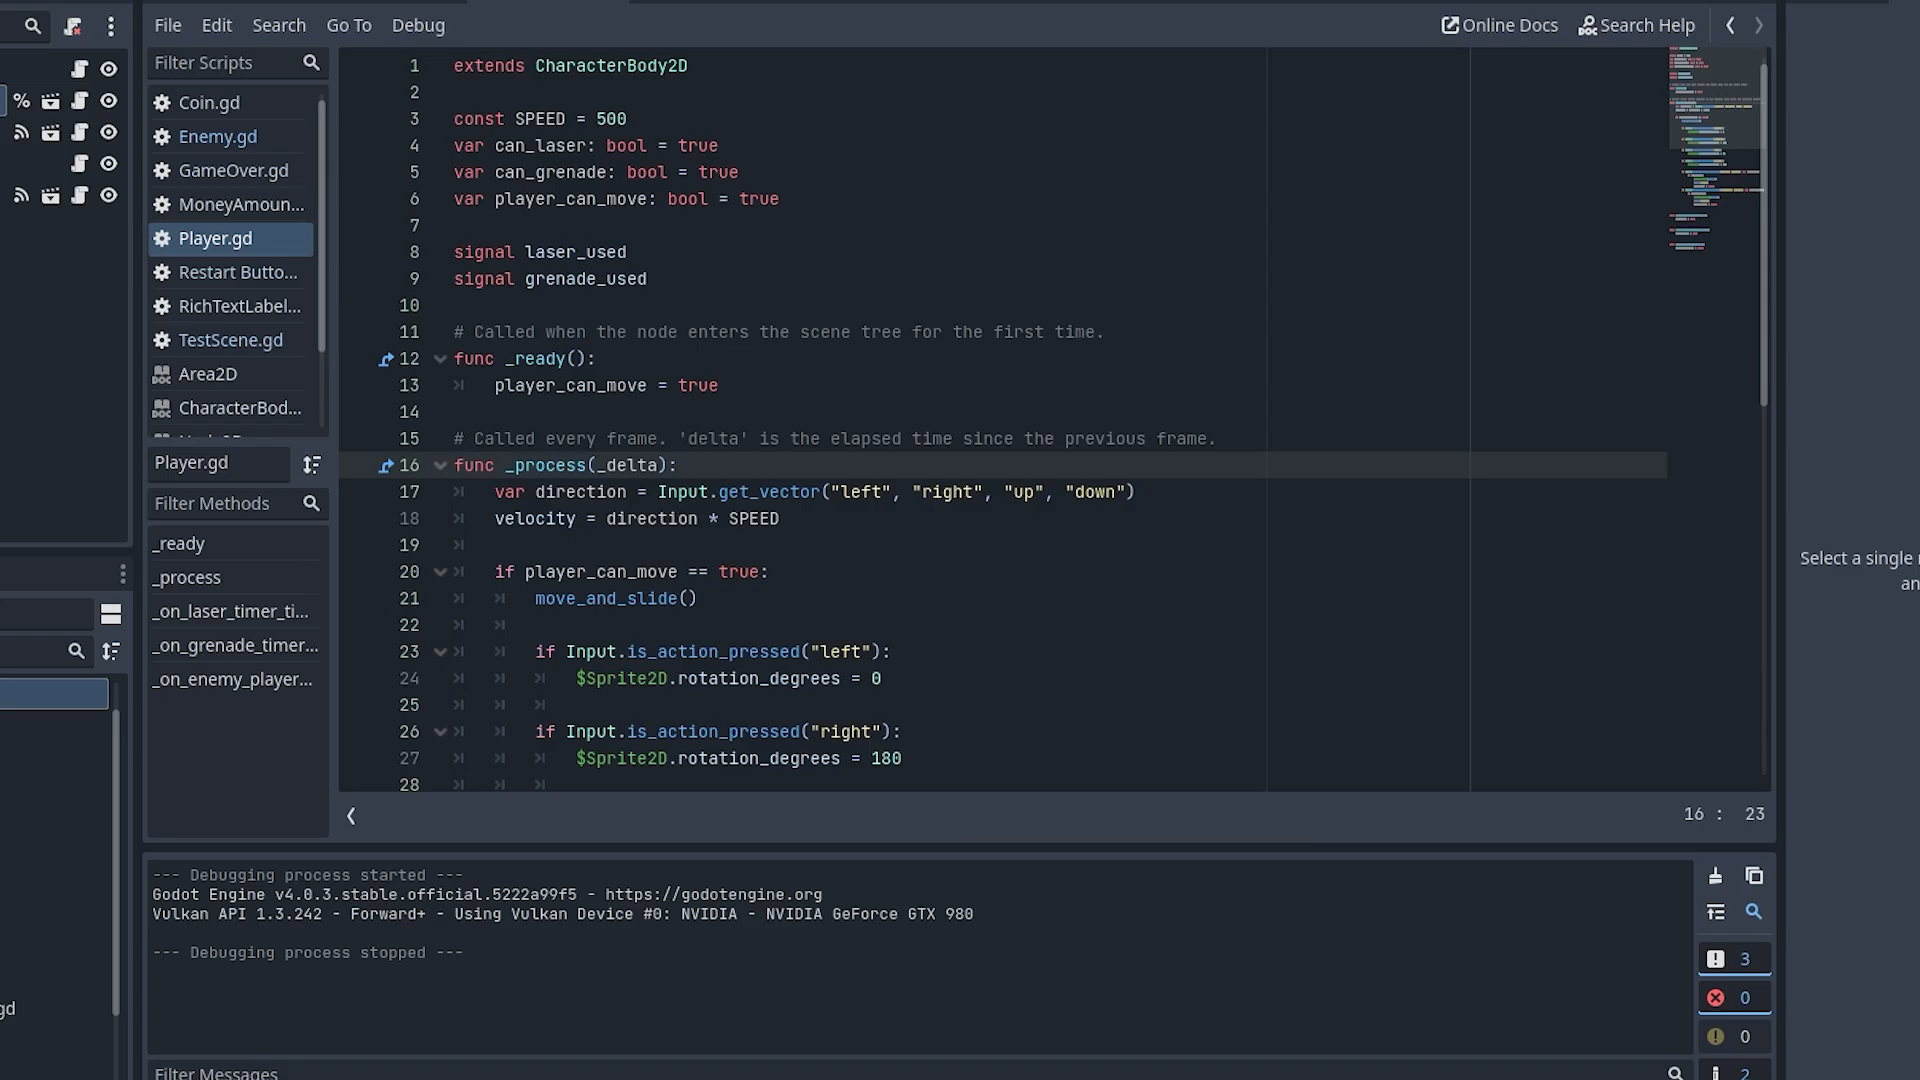 File Edit Search Go To Debug
Online Docs Search Help
Filter Scripts
Coin.gd
Enemy.gd
GameOver.gd
MoneyAmoun...
Player.gd
Restart Butto...
RichTextLabel...
TestScene.gd
Area2D
CharacterBod...
Player.gd
Filter Methods
_ready
_process
_on_laser_timer_ti...
_on_grenade_timer...
_on_enemy_player...
1 extends CharacterBody2D
2
3 const SPEED = 500
4 var can_laser: bool = true
5 var can_grenade: bool = true
6 var player_can_move: bool = true
7
8 signal laser_used
9 signal grenade_used
10
11 # Called when the node enters the scene tree for the first time.
12 func _ready():
13 player_can_move = true
14
15 # Called every frame. 'delta' is the elapsed time since the previous frame.
16 func _process(_delta):
17 var direction = Input.get_vector("left", "right", "up", "down")
18 velocity = direction * SPEED
19
20 if player_can_move == true:
21 move_and_slide()
22
23 if Input.is_action_pressed("left"):
24 $Sprite2D.rotation_degrees = 0
25
26 if Input.is_action_pressed("right"):
27 $Sprite2D.rotation_degrees = 180
28
16 : 23
Select a single
an
--- Debugging process started ---
Godot Engine v4.0.3.stable.official.5222a99f5 - https://godotengine.org
Vulkan API 1.3.242 - Forward+ - Using Vulkan Device #0: NVIDIA - NVIDIA GeForce GTX 980
--- Debugging process stopped ---
3
0
0
2
gd
Filter Messages